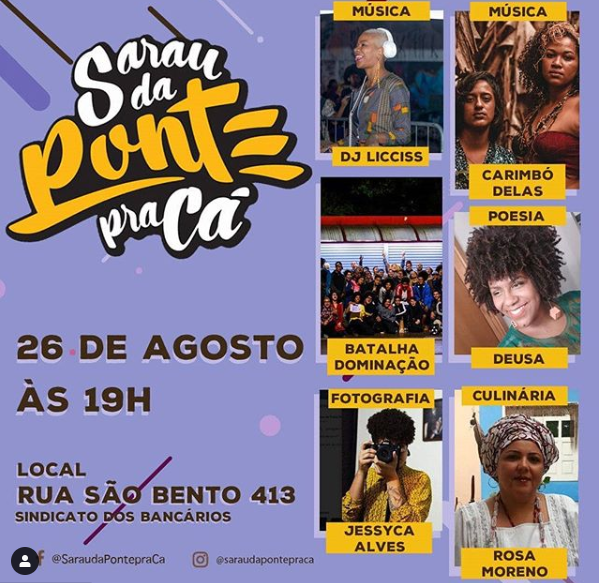 Sarau
da
Ponte
pra Cá
26 DE AGOSTO
ÀS 19H
LOCAL
RUA SÃO BENTO 413
SINDICATO DOS BANCÁRIOS
@SaraudaPontepraCa
@saraudapontepraca
MÚSICA
DJ LICCISS
MÚSICA
CARIMBÓ
DELAS
BATALHA
DOMINAÇÃO
POESIA
DEUSA
FOTOGRAFIA
JESSYCA
ALVES
CULINÁRIA
ROSA
MORENO